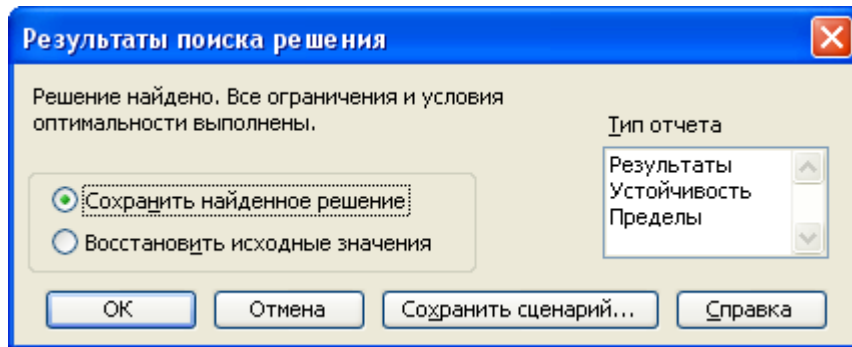 Результаты поиска решения
Решение найдено. Все ограничения и условия
оптимальности выполнены.
Тип отчета
Результаты
Устойчивость
Пределы
Сохранить найденное решение
Восстановить исходные значения
ОК
Отмена
Сохранить сценарий...
Справка